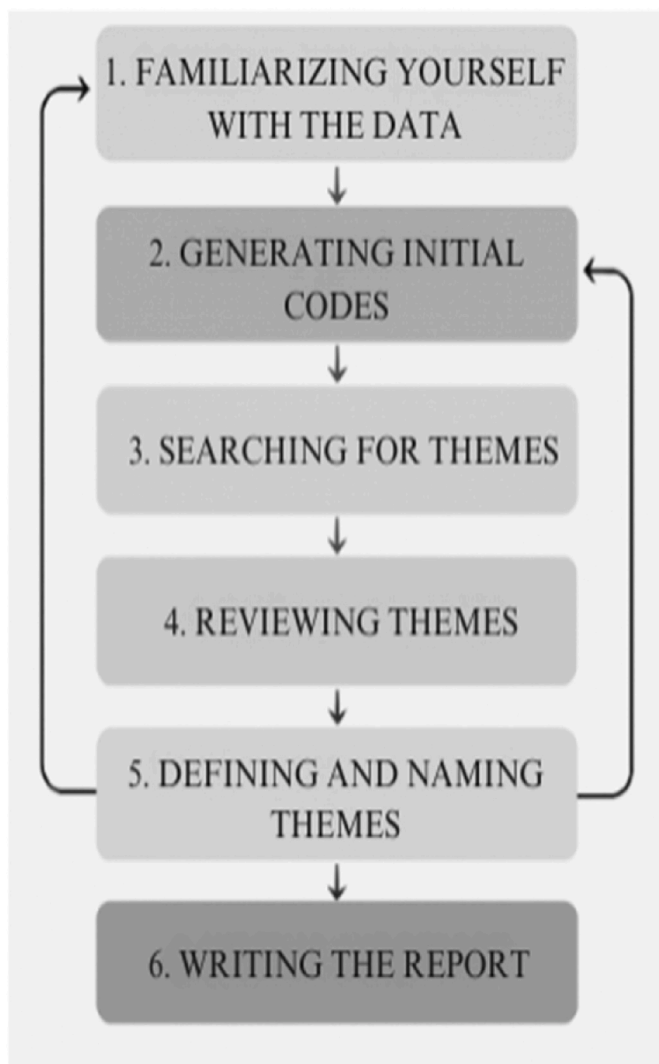 1. FAMILIARIZING YOURSELF
WITH THE DATA
2. GENERATING INITIAL
CODES
3. SEARCHING FOR THEMES
4. REVIEWING THEMES
5. DEFINING AND NAMING
THEMES
6. WRITING THE REPORT